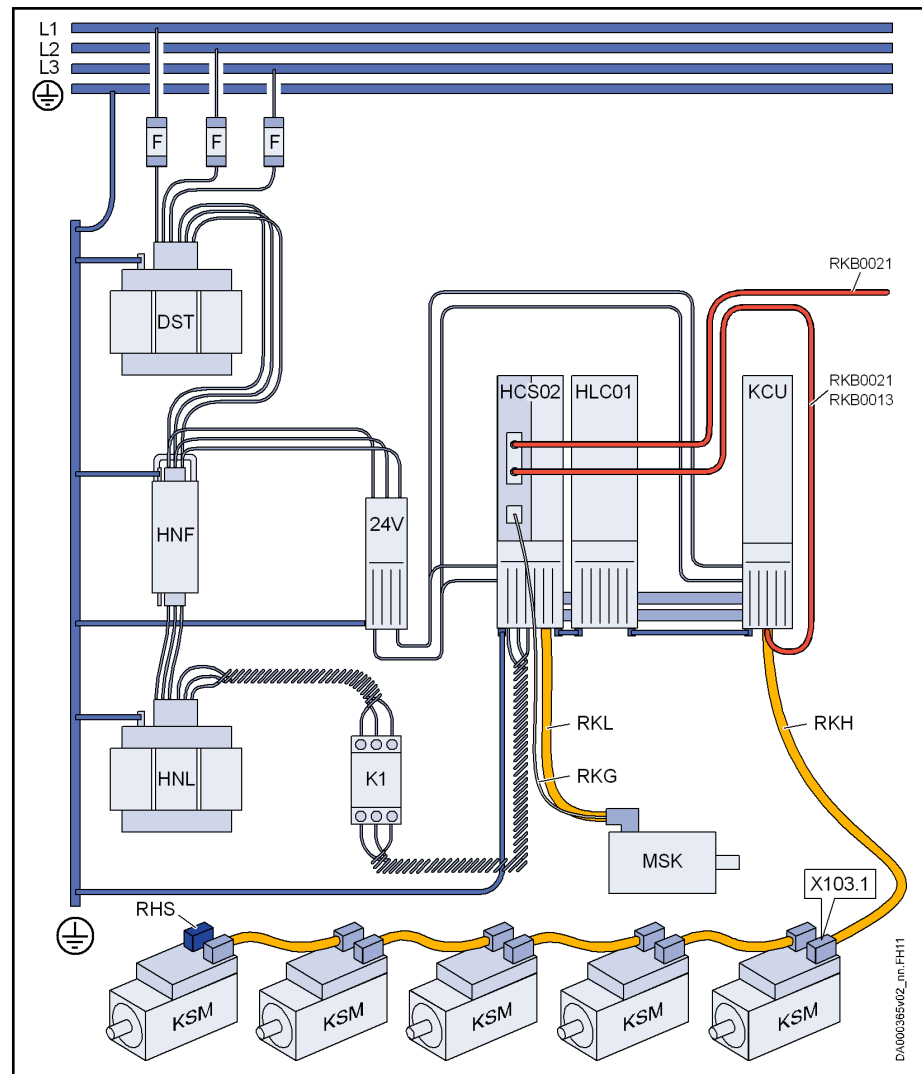 L1
L2
L3
F F F
RKB0021
DST
HCS02 HLC01 KCU
RKB0021
RKB0013
HNF
24V
RKL
RKH
RKG
HNL
K1
MSK
X103.1
RHS
KSM KSM KSM KSM KSM
DA000365v02_nn.FH11